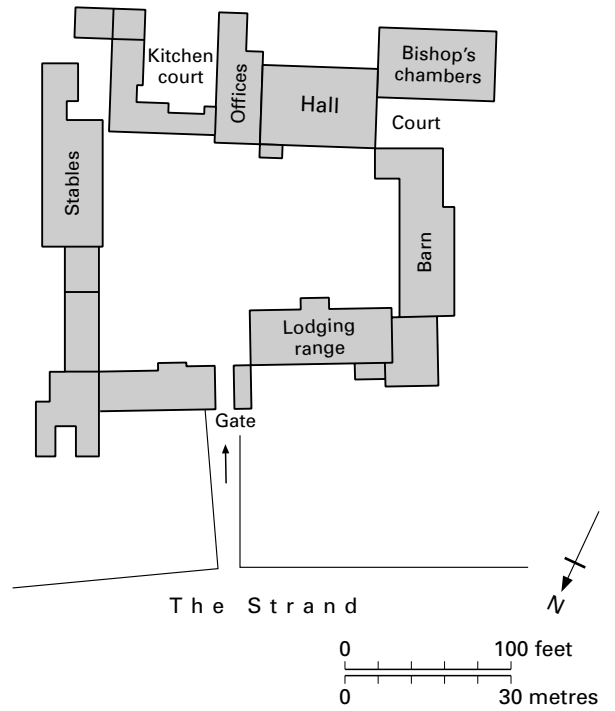 Kitchen
court
Offices
Hall
Bishop's
chambers
Court
Stables
Barn
Lodging
range
Gate
The Strand
N
0 100 feet
0 30 metres